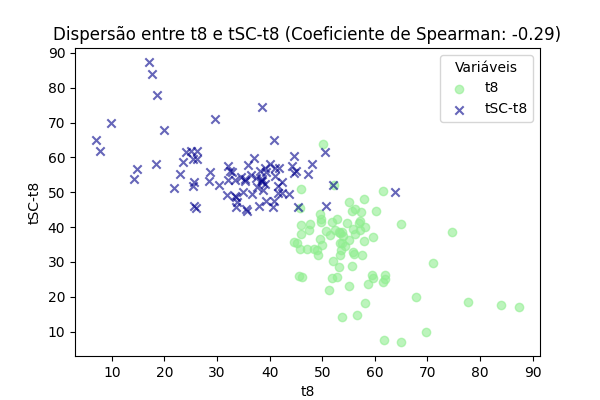 Dispersão entre t8 e tSC-t8 (Coeficiente de Spearman: -0.29)
90
80
70
60
50
40
30
20
10
tSC-t8
Variáveis
t8
tSC-t8
10 20 30 40 50 60 70 80 90
t8